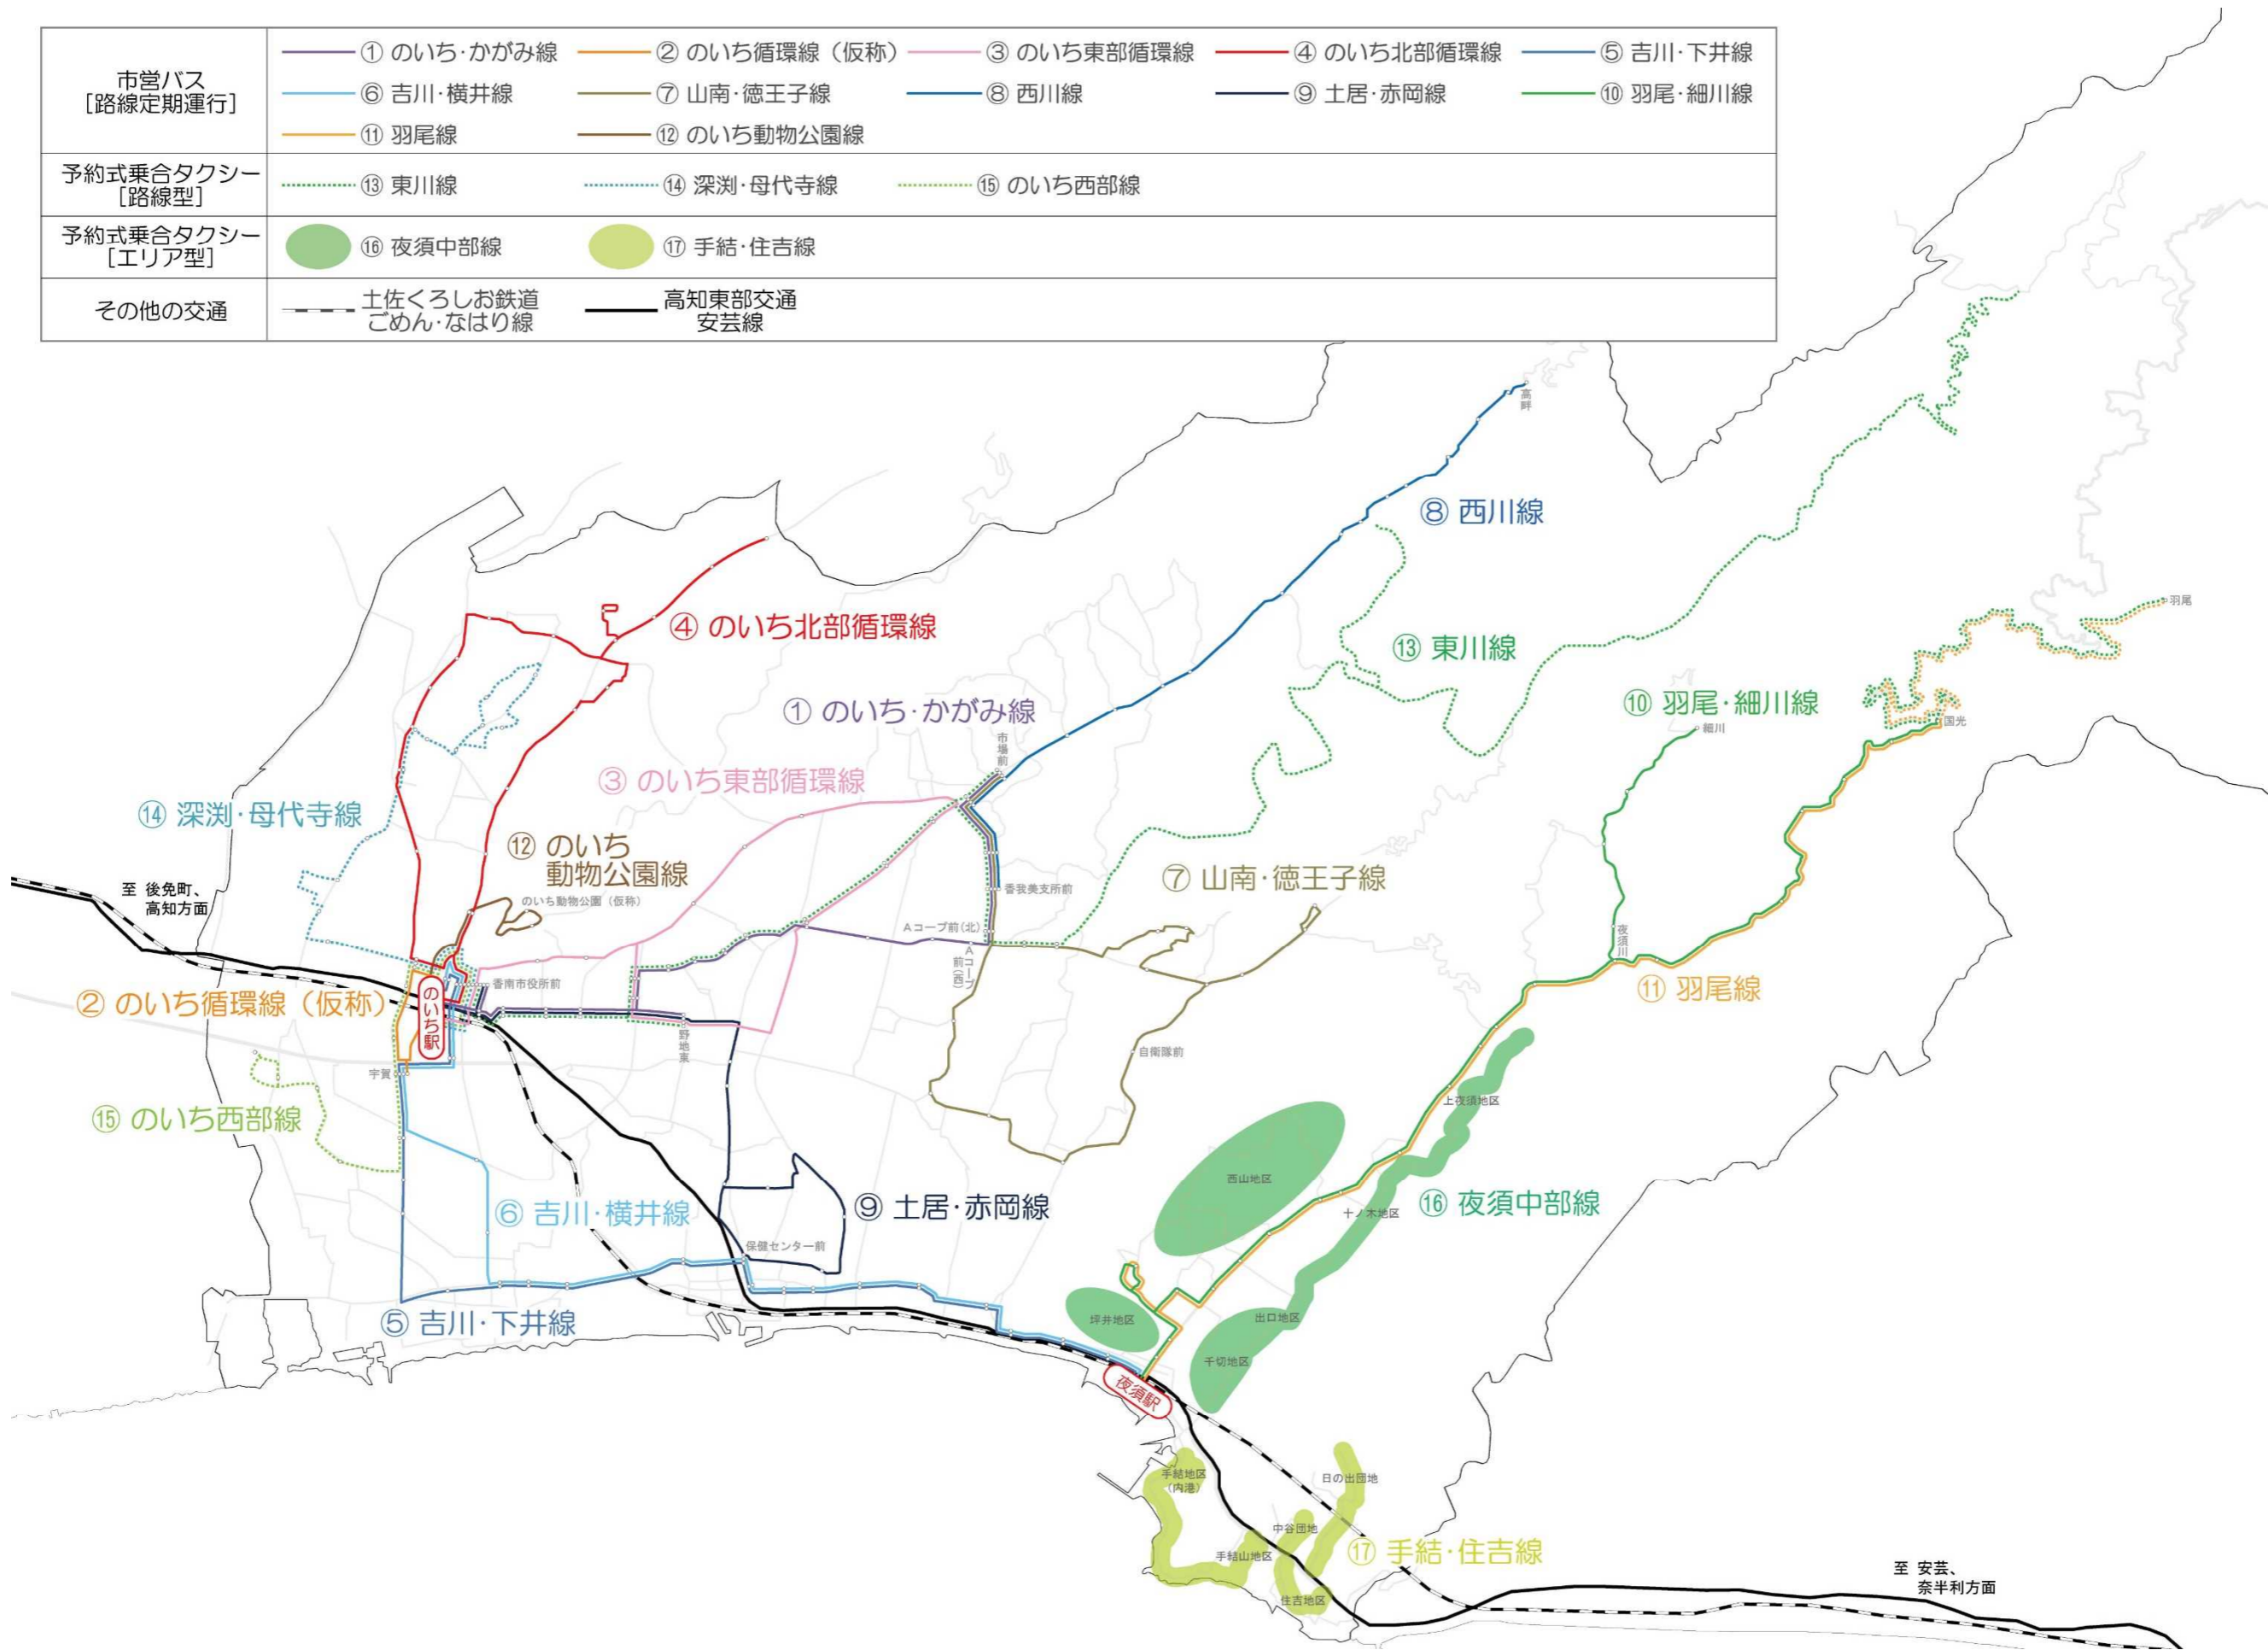 市営バス
［路線定期運行］
① のいち・かがみ線
② のいち循環線（仮称）
③ のいち東部循環線
④ のいち北部循環線
⑤ 吉川・下井線
⑥ 吉川・横井線
⑦ 山南・徳王子線
⑧ 西川線
⑨ 土居・赤岡線
⑩ 羽尾・細川線
⑪ 羽尾線
⑫ のいち動物公園線
予約式乗合タクシー
［路線型］
⑬ 東川線
⑭ 深渕・母代寺線
⑮ のいち西部線
予約式乗合タクシー
［エリア型］
⑯ 夜須中部線
⑰ 手結・住吉線
その他の交通
土佐くろしお鉄道
ごめん・なはり線
高知東部交通
安芸線
高畔
⑧ 西川線
④ のいち北部循環線
⑬ 東川線
羽尾
① のいち・かがみ線
⑩ 羽尾・細川線
細川
国光
市場前
③ のいち東部循環線
⑭ 深渕・母代寺線
⑫ のいち
動物公園線
のいち動物公園（仮称）
至 後免町、
高知方面
香我美支所前
⑦ 山南・徳王子線
Aコープ前（北）
Aコープ
前（西）
夜須川
香南市役所前
② のいち循環線（仮称）
のいち駅
⑪ 羽尾線
野地東
自衛隊前
宇賀
上夜須地区
⑮ のいち西部線
西山地区
⑥ 吉川・横井線
⑨ 土居・赤岡線
十ノ木地区
⑯ 夜須中部線
保健センター前
⑤ 吉川・下井線
坪井地区
出口地区
千切地区
夜須駅
手結地区
（内港）
日の出団地
中谷団地
手結山地区
⑰ 手結・住吉線
住吉地区
至 安芸、
奈半利方面